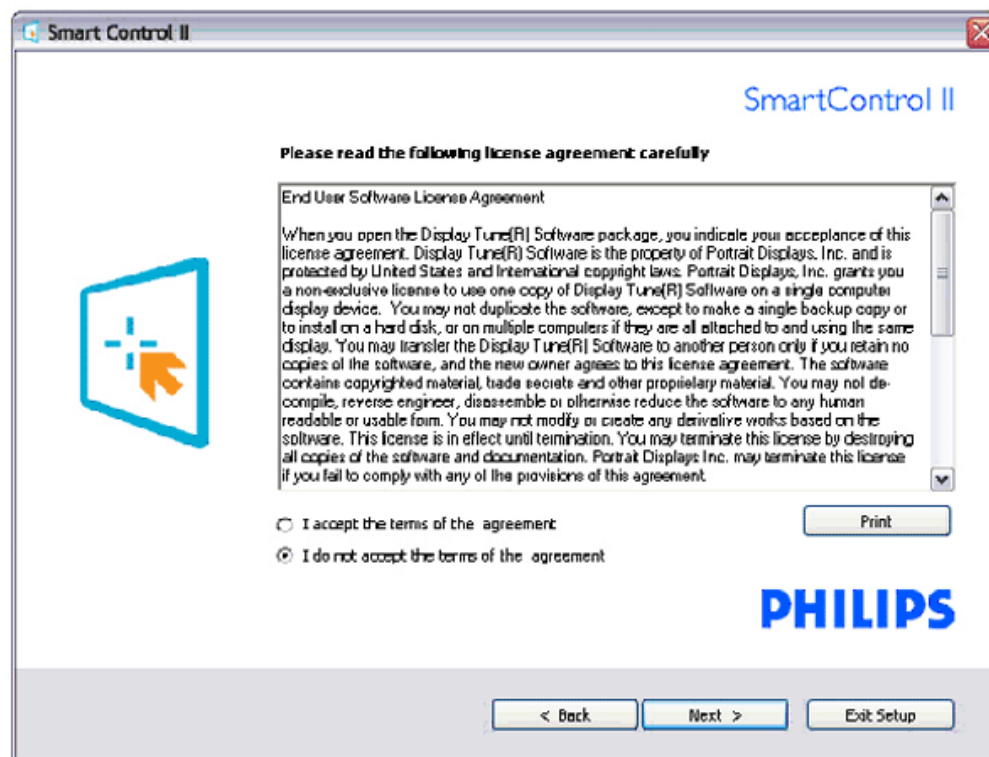 Smart Control II
SmartControl II
Please read the following license agreement carefully
End User Software License Agreement
When you open the Display Tune(R) Software package, you indicate your acceptance of this
license agreement. Display Tune(R) Software is the property of Portrait Displays, Inc. and is
protected by United States and International copyright laws. Portrait Displays, Inc. grants you
a non-exclusive license to use one copy of Display Tune(R) Software on a single computer
display device. You may not duplicate the software, except to make a single backup copy or
to install on a hard disk, or on multiple computers if they are all attached to and using the same
display. You may transfer the Display Tune(R) Software to another person only if you retain no
copies of the software, and the new owner agrees to this license agreement. The software
contains copyrighted material, trade secrets and other proprietary material. You may not de-
compile, reverse engineer, disassemble or otherwise reduce the software to any human
readable or usable form. You may not modify or create any derivative works based on the
software. This license is in effect until termination. You may terminate this license by destroying
all copies of the software and documentation. Portrait Displays Inc. may terminate this license
if you fail to comply with any of the provisions of this agreement.
I accept the terms of the agreement
Print
I do not accept the terms of the agreement
PHILIPS
< Back
Next >
Exit Setup